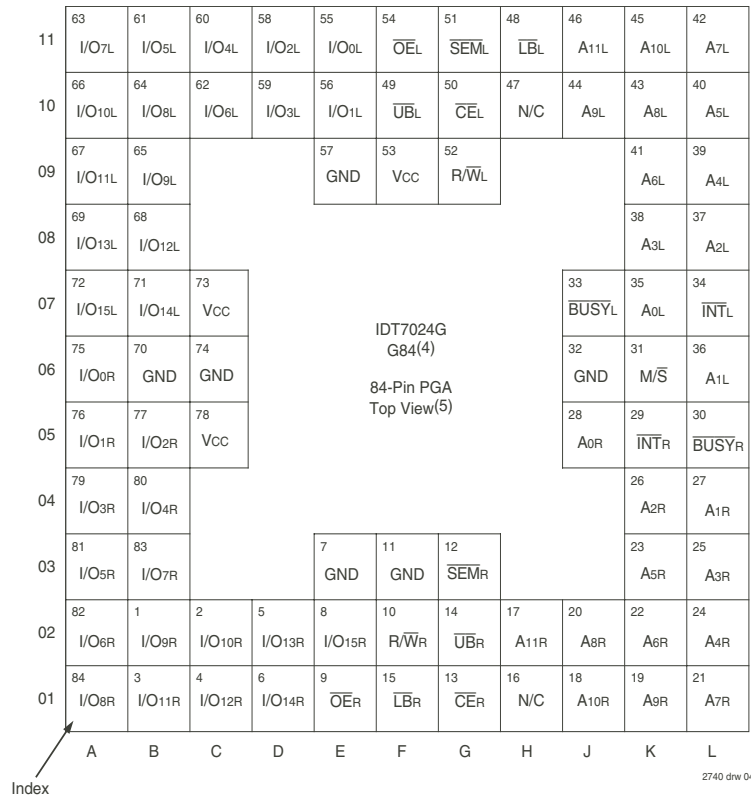 63 61 60 58 55 54 51 48 46 45 42
11 I/O7L I/O5L I/O4L I/O2L I/O0L OEL SEML LBL A11L A10L A7L
66 64 62 59 56 49 50 47 44 43 40
10 I/O10L I/O8L I/O6L I/O3L I/O1L UBL CEL N/C A9L A8L A5L
67 65 57 53 52 41 39
09 I/O11L I/O9L GND VCC R/WL A6L A4L
69 68 38 37
08 I/O13L I/O12L A3L A2L
72 71 73 33 35 34
07 I/O15L I/O14L VCC BUSYL A0L INTL
IDT7024G
G84(4)
75 70 74 32 31 36
06 I/O0R GND GND GND M/S A1L
84-Pin PGA
Top View(5)
76 77 78 28 29 30
05 I/O1R I/O2R VCC A0R INTR BUSYR
79 80 26 27
04 I/O3R I/O4R A2R A1R
81 83 7 11 12 23 25
03 I/O5R I/O7R GND GND SEMR A5R A3R
82 1 2 5 8 10 14 17 20 22 24
02 I/O6R I/O9R I/O10R I/O13R I/O15R R/WR UBR A11R A8R A6R A4R
84 3 4 6 9 15 13 16 18 19 21
01 I/O8R I/O11R I/O12R I/O14R OER LBR CER N/C A10R A9R A7R
A B C D E F G H J K L
Index
2740 drw 04